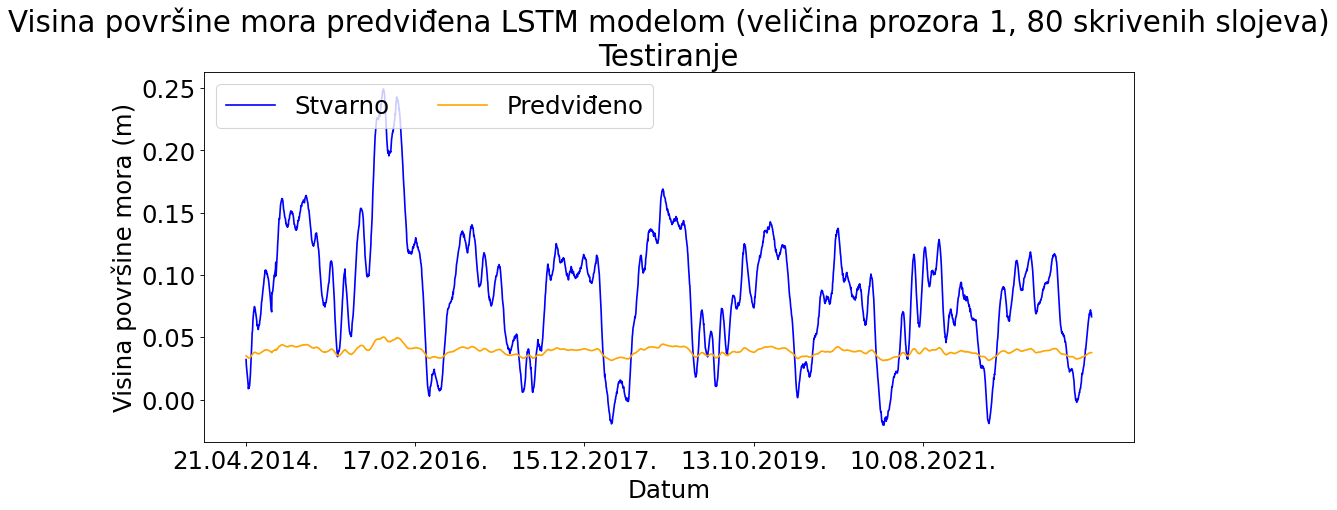 Visina površine mora predviđena LSTM modelom (veličina prozora 1, 80 skrivenih slojeva)
Testiranje
Stvarno
Predviđeno
Visina površine mora (m)
0.25
0.20
0.15
0.10
0.05
0.00
21.04.2014.
17.02.2016.
15.12.2017.
13.10.2019.
10.08.2021.
Datum